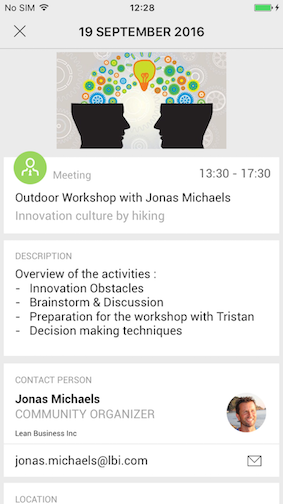 No SIM 12:28
19 SEPTEMBER 2016
Meeting 13:30 - 17:30
Outdoor Workshop with Jonas Michaels
Innovation culture by hiking
DESCRIPTION
Overview of the activities :
- Innovation Obstacles
- Brainstorm & Discussion
- Preparation for the workshop with Tristan
- Decision making techniques
CONTACT PERSON
Jonas Michaels
COMMUNITY ORGANIZER
Lean Business Inc
jonas.michaels@lbi.com
LOCATION